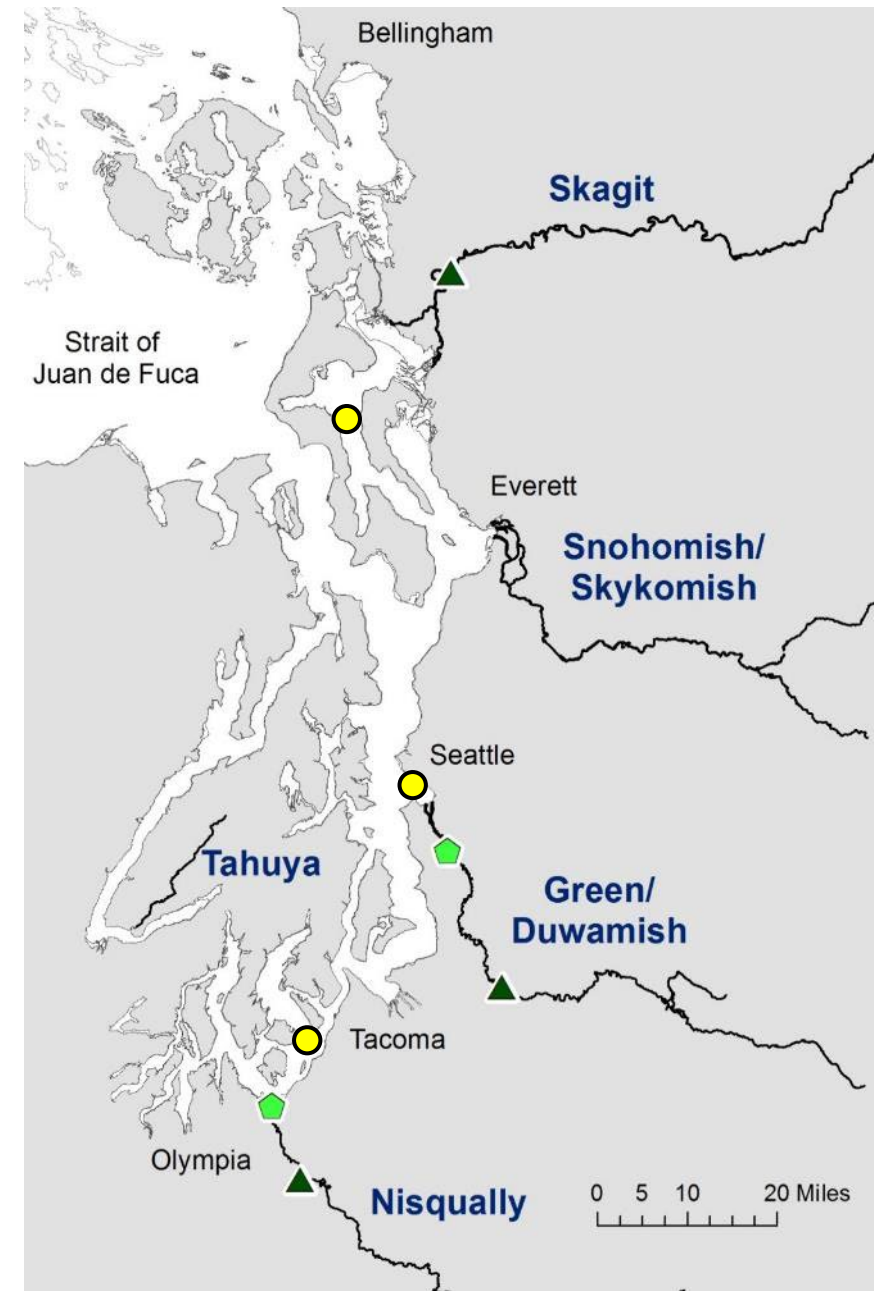 Bellingham
Skagit
Strait of
Juan de Fuca
Everett
Snohomish/
Skykomish
Seattle
Tahuya
Green/
Duwamish
Tacoma
Olympia
Nisqually
0 5 10 20 Miles